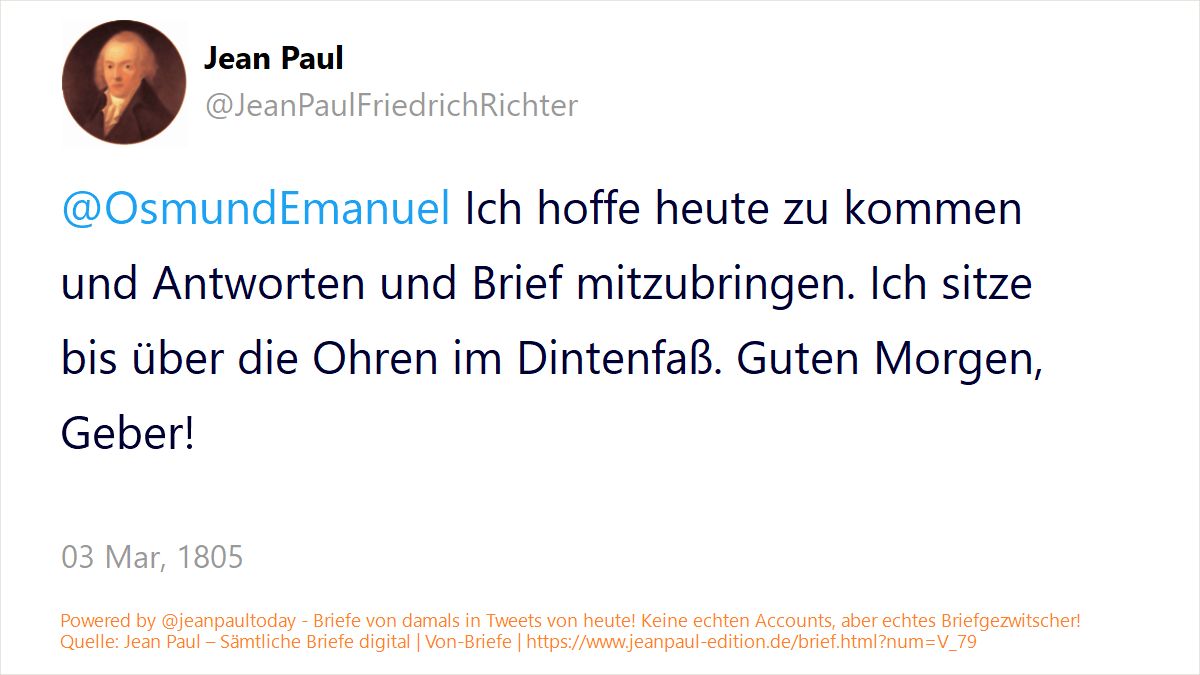 Jean Paul
@JeanPaulFriedrichRichter
@OsmundEmanuel Ich hoffe heute zu kommen
und Antworten und Brief mitzubringen. Ich sitze
bis über die Ohren im Dintenfaß. Guten Morgen,
Geber!
03 Mar, 1805
Powered by @jeanpaultoday - Briefe von damals in Tweets von heute! Keine echten Accounts, aber echtes Briefgezwitscher!
Quelle: Jean Paul – Sämtliche Briefe digital | Von-Briefe | https://www.jeanpaul-edition.de/brief.html?num=V_79